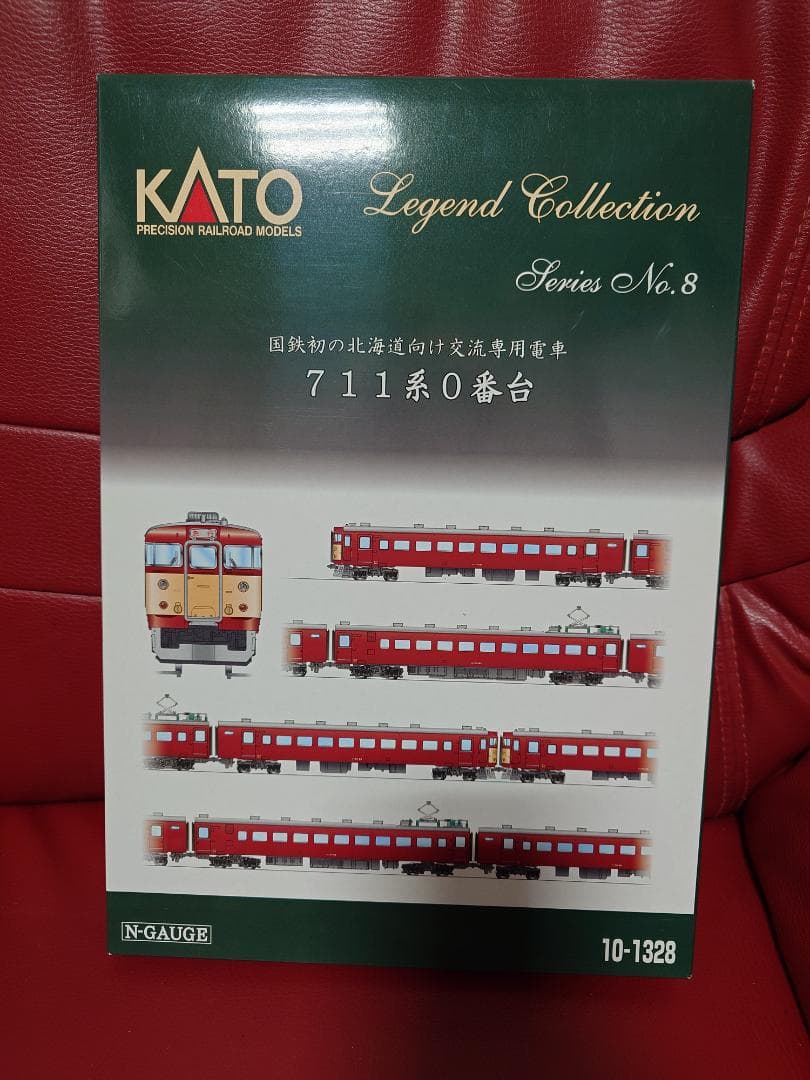 KATO
PRECISION RAILROAD MODELS
Legend Collection
Series No.8
国鉄初の北海道向け交流専用電車
711系0番台
N-GAUGE
10-1328